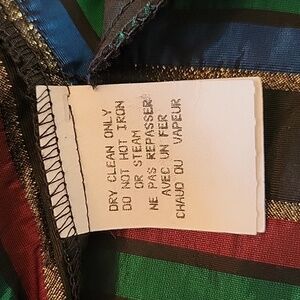 DRY CLEAN ONLY
DO NOT HOT IRON
OR STEAM
NE PAS REPASSER
AVEC UN FER
CHAUD OU VAPEUR